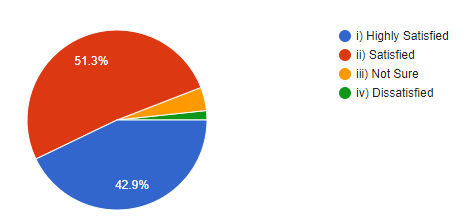 51.3%
42.9%
i) Highly Satisfied
ii) Satisfied
iii) Not Sure
iv) Dissatisfied